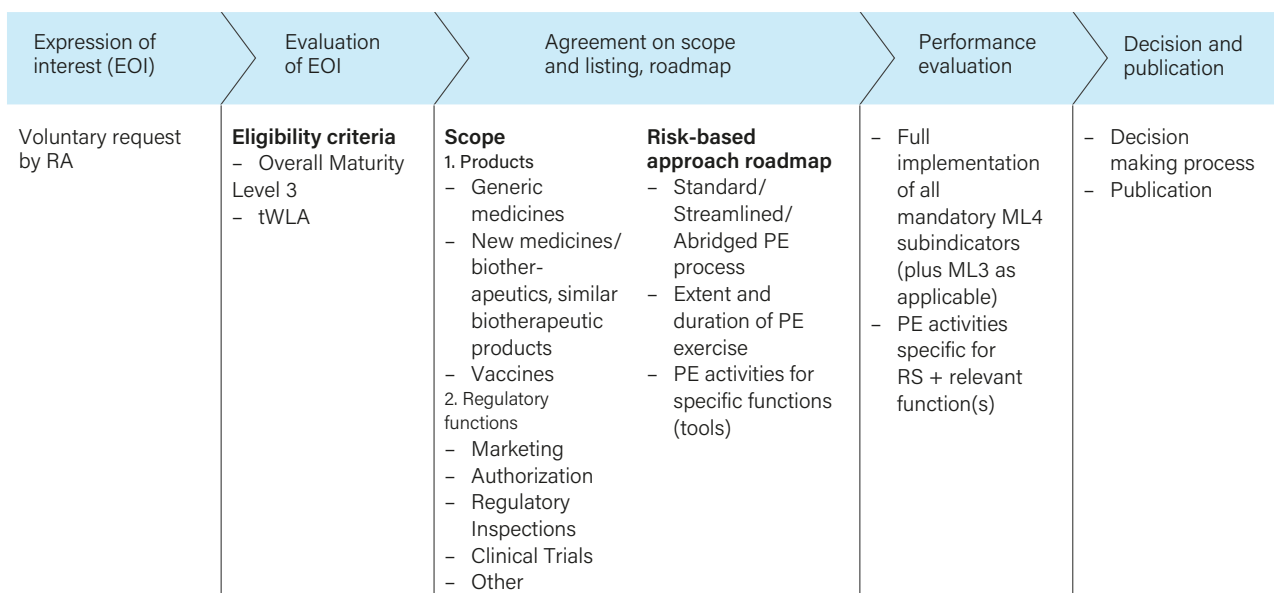 Expression of
interest (EOI)
Evaluation
of EOI
Agreement on scope
and listing, roadmap
Performance
evaluation
Decision and
publication
Voluntary request
by RA
Eligibility criteria
– Overall Maturity
Level 3
– tWLA
Scope
1. Products
– Generic
medicines
– New medicines/
biother-
apeutics, similar
biotherapeutic
products
– Vaccines
2. Regulatory
functions
– Marketing
– Authorization
– Regulatory
Inspections
– Clinical Trials
– Other
Risk-based
approach roadmap
– Standard/
Streamlined/
Abridged PE
process
– Extent and
duration of PE
exercise
– PE activities for
specific functions
(tools)
– Full
implementation
of all
mandatory ML4
subindicators
(plus ML3 as
applicable)
– PE activities
specific for
RS + relevant
function(s)
– Decision
making process
– Publication